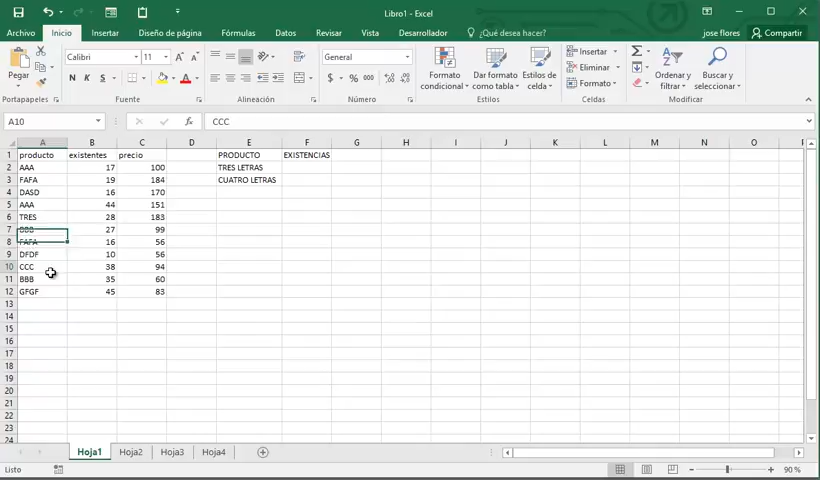 Libro1 - Excel
jose flores
Archivo Inicio Insertar Diseño de página Fórmulas Datos Revisar Vista Desarrollador ¿Qué desea hacer? Compartir
Pegar
Calibri 11 A A
N K S
General
$ % 000
Formato condicional
Dar formato como tabla
Estilos de celda
Insertar
Eliminar
Formato
Ordenar y filtrar
Buscar y seleccionar
Portapapeles Fuente Alineación Número Estilos Celdas Modificar
A10 fx CCC
A B C D E F G H I J K L M N O P
1 producto existentes precio PRODUCTO EXISTENCIAS
2 AAA 17 100 TRES LETRAS
3 FAFA 19 184 CUATRO LETRAS
4 DASD 16 170
5 AAA 44 151
6 TRES 28 183
7 BBB 27 99
8 FAFA 16 56
9 DFDF 10 56
10 CCC 38 94
11 BBB 35 60
12 GFGF 45 83
13
14
15
16
17
18
19
20
21
22
23
24
Hoja1 Hoja2 Hoja3 Hoja4
Listo 90 %